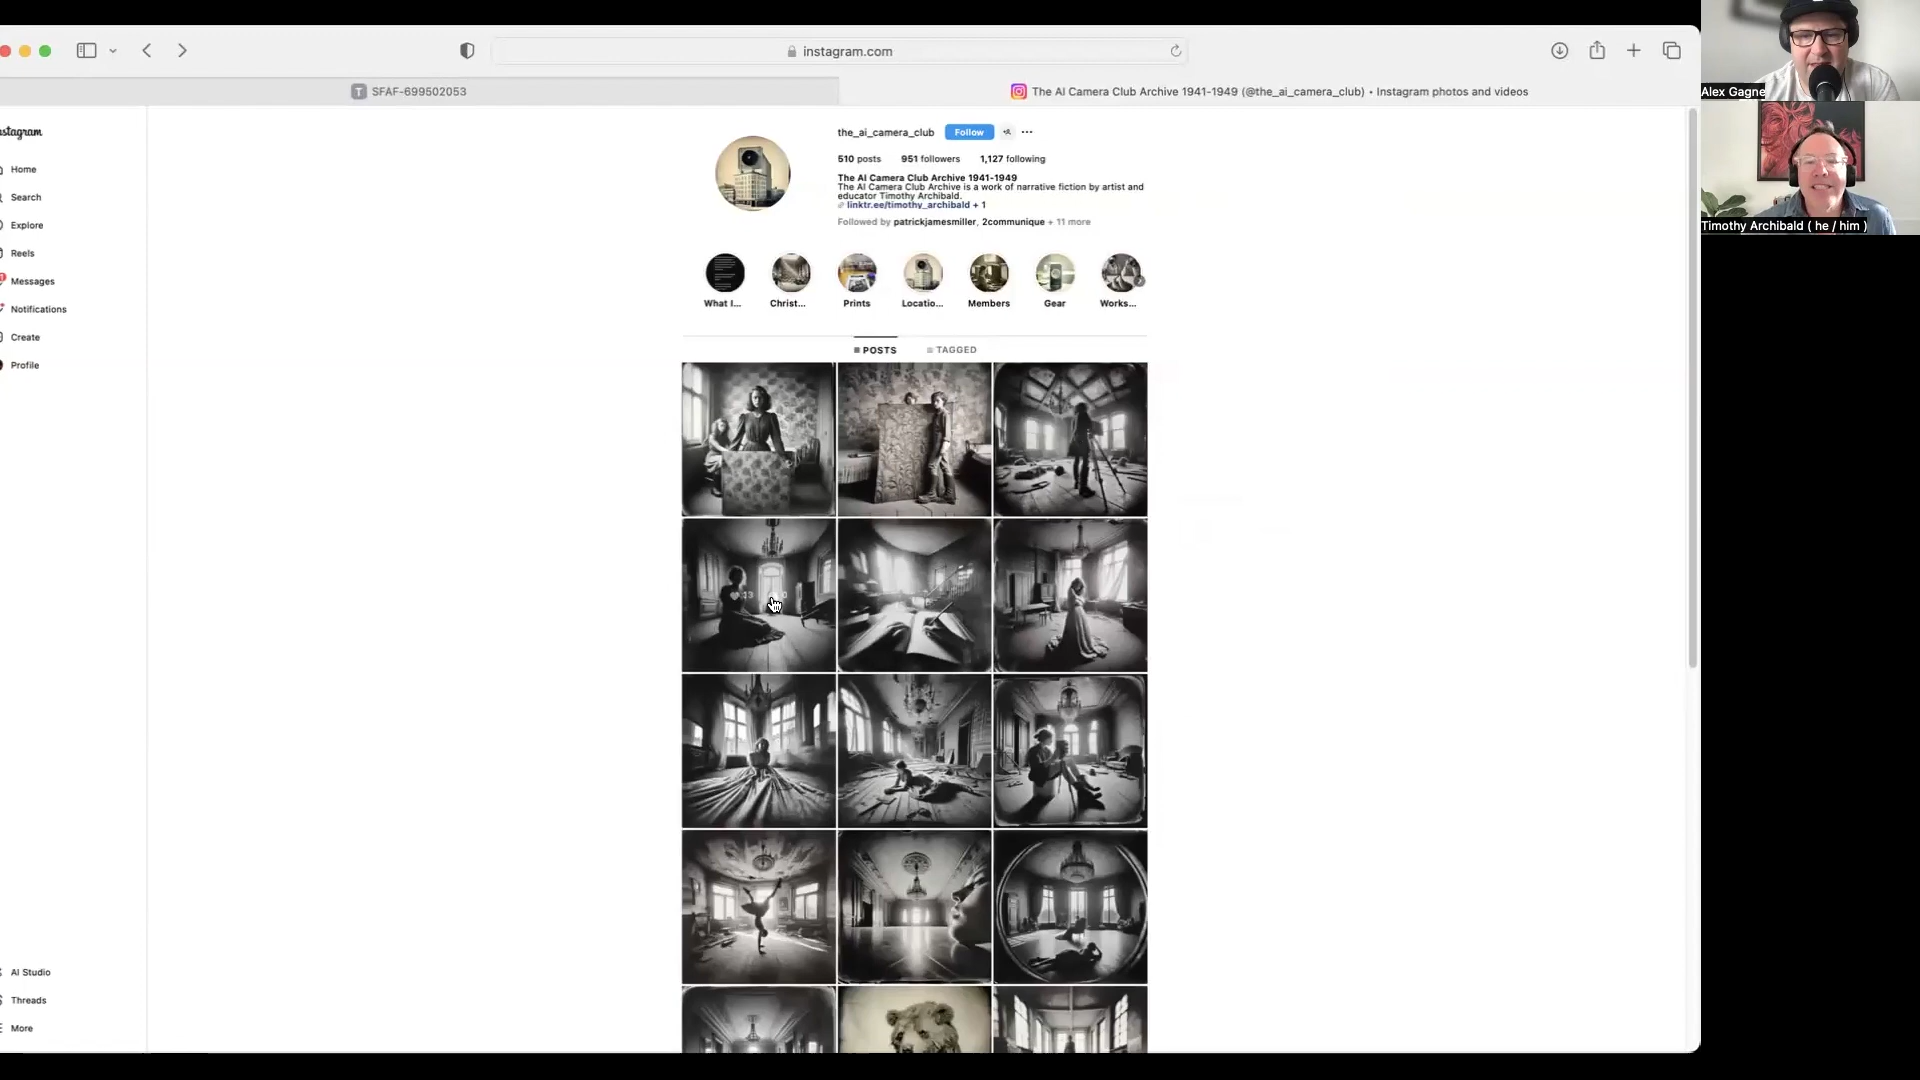 instagram.com
SFAF-699502053
The AI Camera Club Archive 1941-1949 (@the_ai_camera_club) • Instagram photos and videos
Alex Gagne
Timothy Archibald ( he / him )
nstagram
Home
Search
Explore
Reels
Messages
Notifications
Create
Profile
AI Studio
Threads
More
the_ai_camera_club Follow
510 posts 951 followers 1,127 following
The AI Camera Club Archive 1941-1949
The AI Camera Club Archive is a work of narrative fiction by artist and
educator Timothy Archibald.
linktr.ee/timothy_archibald + 1
Followed by patrickjamesmiller, 2communique + 11 more
What I... Christ... Prints Locatio... Members Gear Works...
POSTS TAGGED